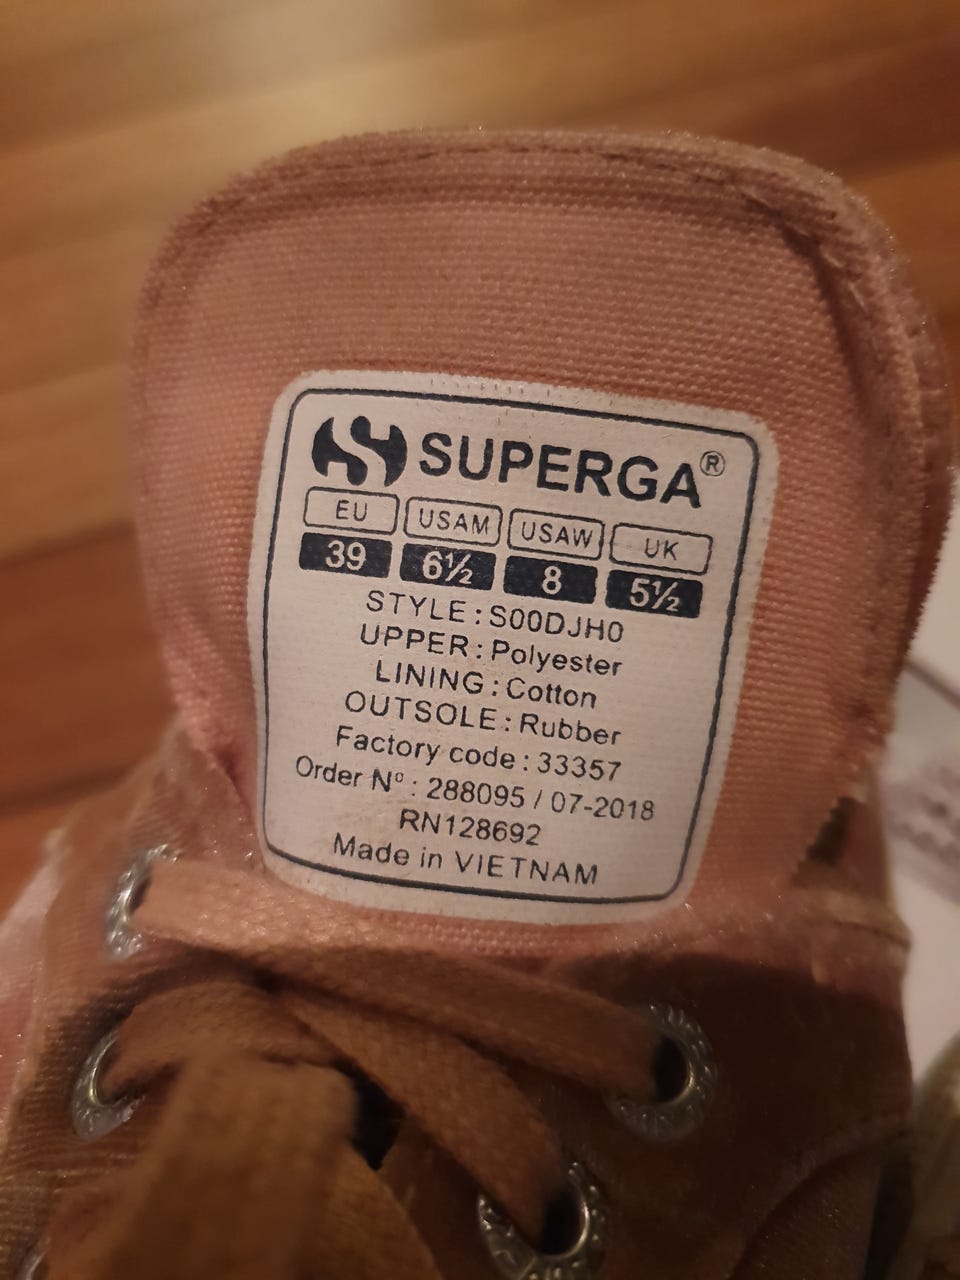 SUPERGA®
EU USAM USAW UK
39 6½ 8 5½
STYLE : S00DJH0
UPPER : Polyester
LINING : Cotton
OUTSOLE : Rubber
Factory code : 33357
Order Nº : 288095 / 07-2018
RN128692
Made in VIETNAM